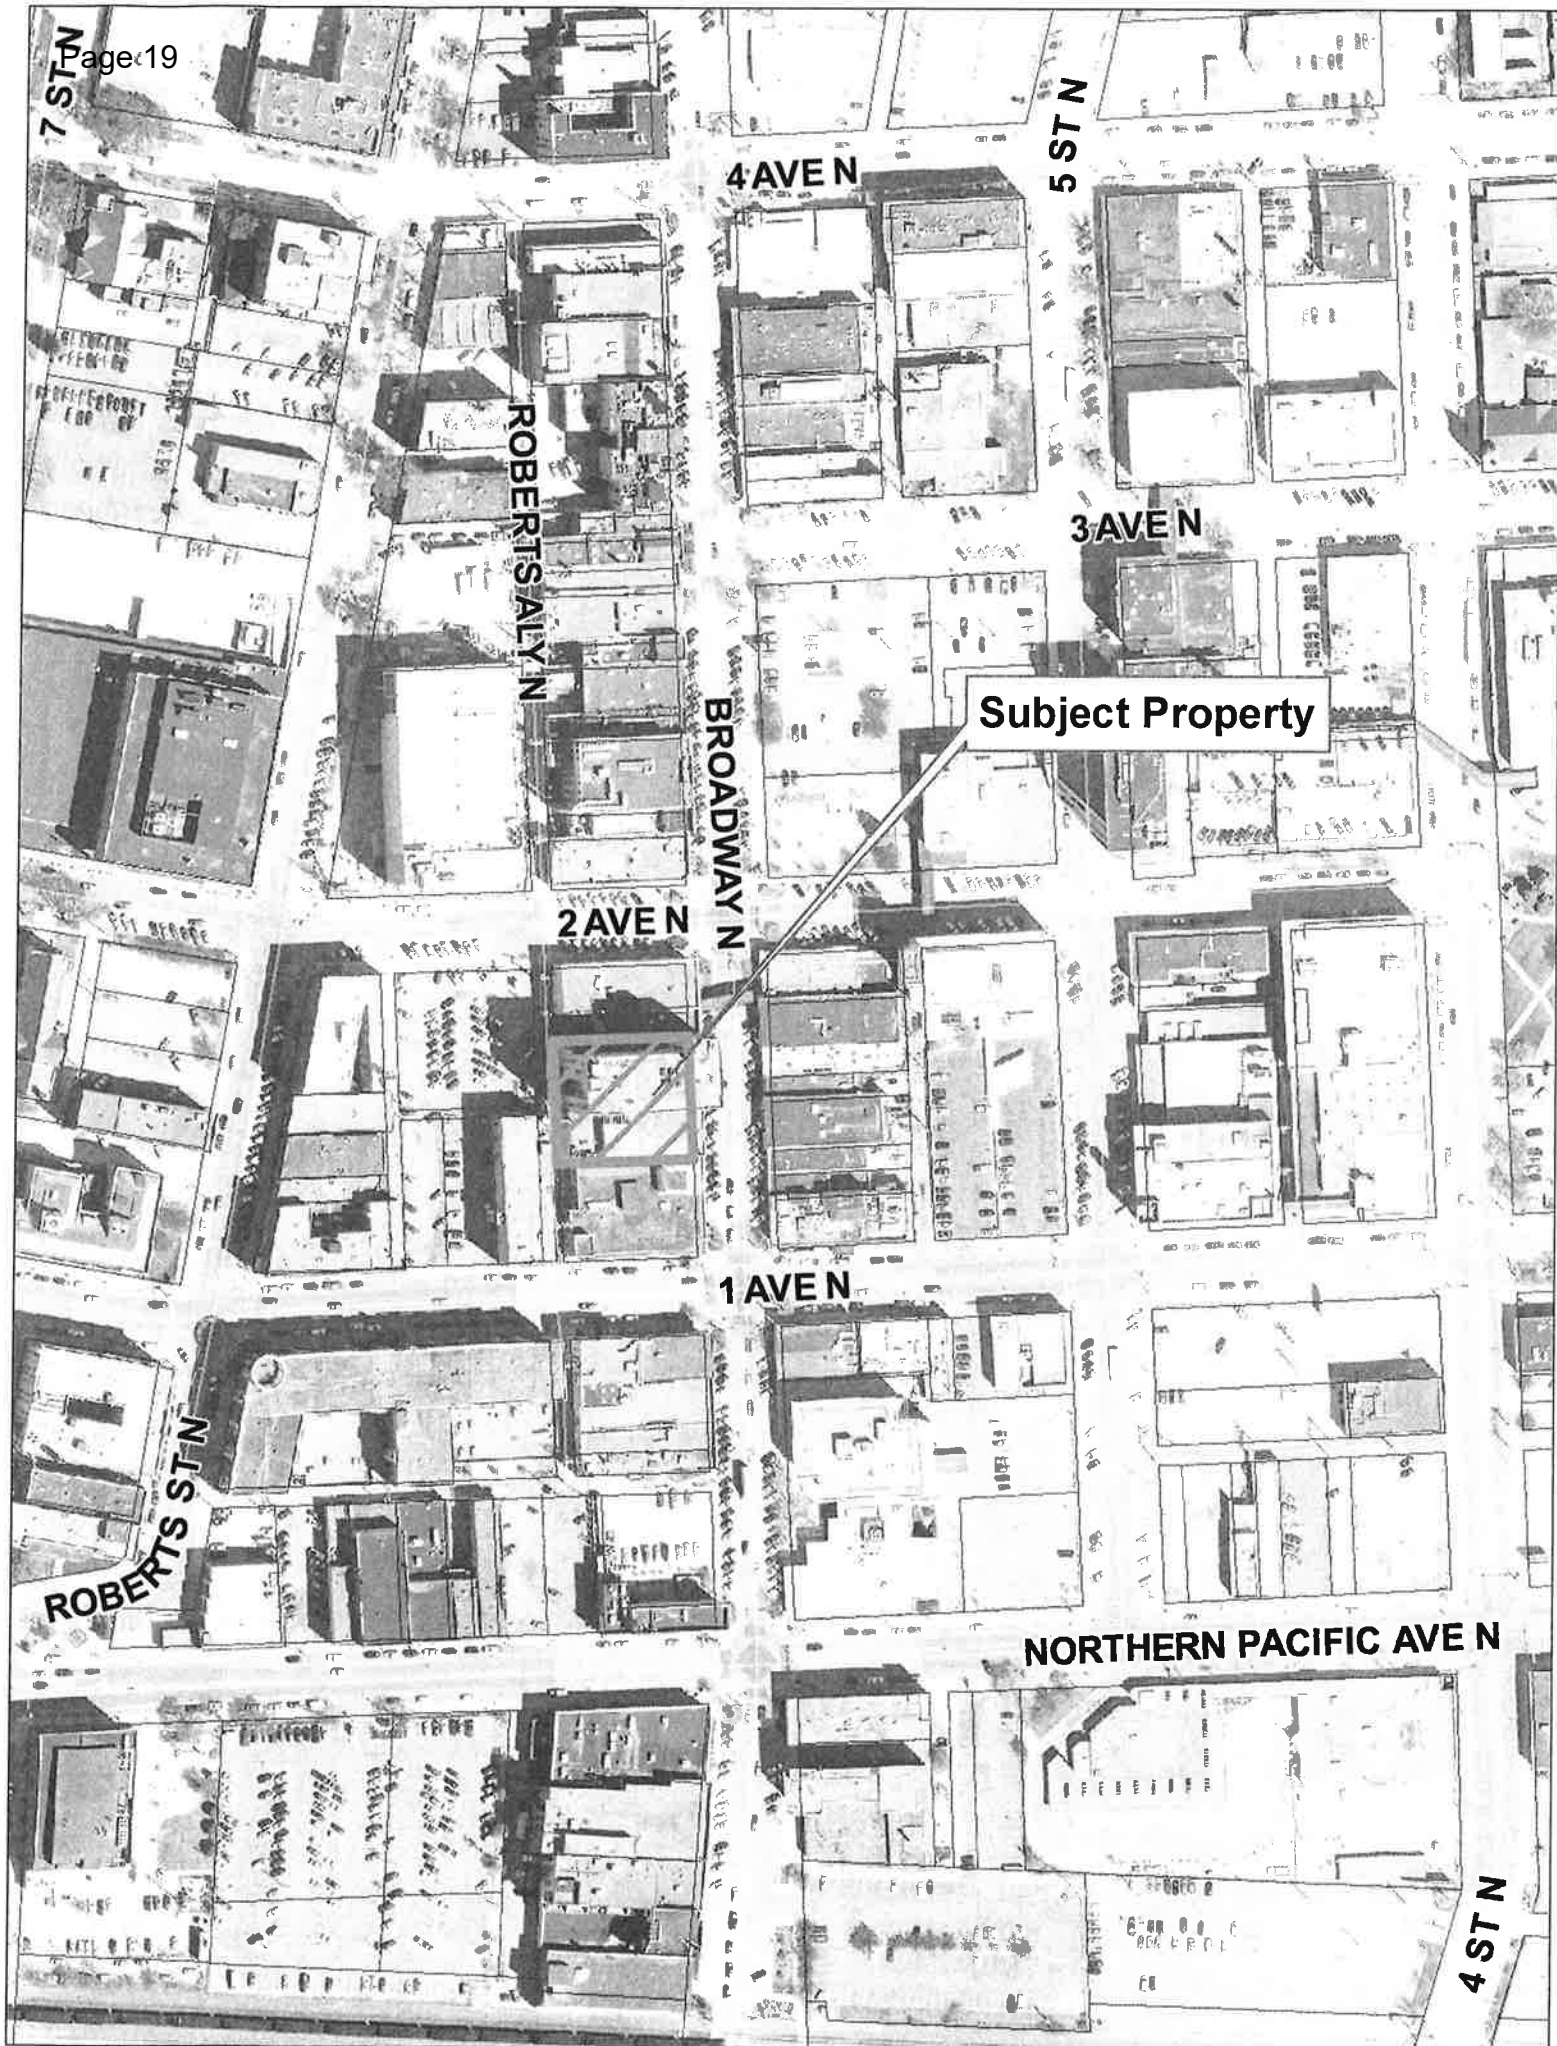 Page 19
7 ST N
5 ST N
4 AVE N
ROBERTS ALY N
3 AVE N
Subject Property
BROADWAY N
2 AVE N
1 AVE N
ROBERTS ST N
NORTHERN PACIFIC AVE N
4 ST N